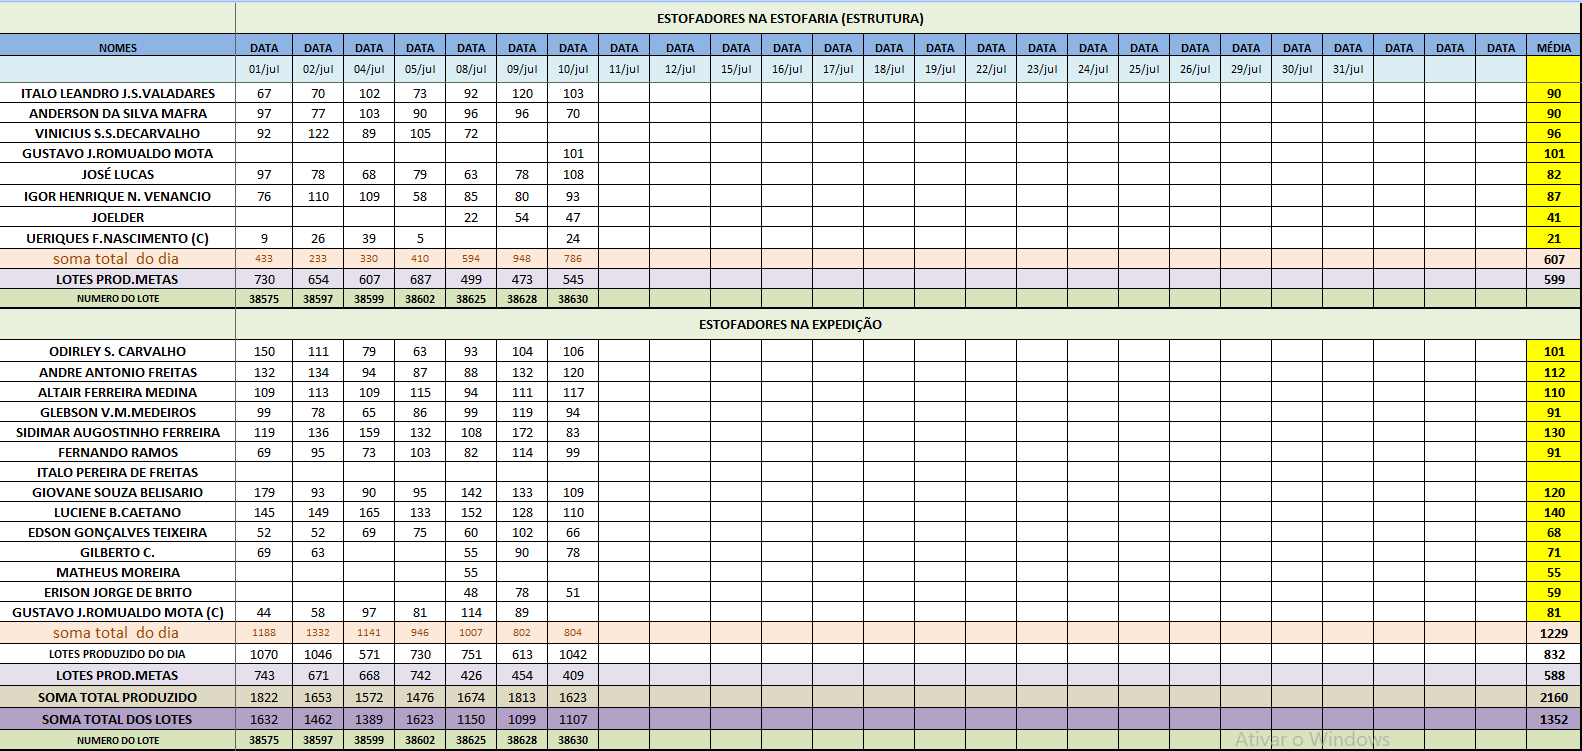 ESTOFADORES NA ESTOFARIA (ESTRUTURA)
NOMES DATA DATA DATA DATA DATA DATA DATA DATA DATA DATA DATA DATA DATA DATA DATA DATA DATA DATA DATA DATA DATA DATA DATA DATA MÉDIA
01/jul 02/jul 04/jul 05/jul 08/jul 09/jul 10/jul 11/jul 12/jul 15/jul 16/jul 17/jul 18/jul 19/jul 22/jul 23/jul 24/jul 25/jul 26/jul 29/jul 30/jul 31/jul
ITALO LEANDRO J.S.VALADARES 67 70 102 73 92 120 103 90
ANDERSON DA SILVA MAFRA 97 77 103 90 96 96 70 90
VINICIUS S.S.DECARVALHO 92 122 89 105 72 96
GUSTAVO J.ROMUALDO MOTA 101 101
JOSÉ LUCAS 97 78 68 79 63 78 108 82
IGOR HENRIQUE N. VENANCIO 76 110 109 58 85 80 93 87
JOELDER 22 54 47 41
UERIQUES F.NASCIMENTO (C) 9 26 39 5 24 21
soma total do dia 433 233 330 410 594 948 786 607
LOTES PROD.METAS 730 654 607 687 499 473 545 599
NUMERO DO LOTE 38575 38597 38599 38602 38625 38628 38630
ESTOFADORES NA EXPEDIÇÃO
ODIRLEY S. CARVALHO 150 111 79 63 93 104 106 101
ANDRE ANTONIO FREITAS 132 134 94 87 88 132 120 112
ALTAIR FERREIRA MEDINA 109 113 109 115 94 111 117 110
GLEBSON V.M.MEDEIROS 99 78 65 86 99 119 94 91
SIDIMAR AUGOSTINHO FERREIRA 119 136 159 132 108 172 83 130
FERNANDO RAMOS 69 95 73 103 82 114 99 91
ITALO PEREIRA DE FREITAS
GIOVANE SOUZA BELISARIO 179 93 90 95 142 133 109 120
LUCIENE B.CAETANO 145 149 165 133 152 128 110 140
EDSON GONÇALVES TEIXEIRA 52 52 69 75 60 102 66 68
GILBERTO C. 69 63 55 90 78 71
MATHEUS MOREIRA 55 55
ERISON JORGE DE BRITO 48 78 51 59
GUSTAVO J.ROMUALDO MOTA (C) 44 58 97 81 114 89 81
soma total do dia 1188 1332 1141 946 1007 802 804 1229
LOTES PRODUZIDO DO DIA 1070 1046 571 730 751 613 1042 832
LOTES PROD.METAS 743 671 668 742 426 454 409 588
SOMA TOTAL PRODUZIDO 1822 1653 1572 1476 1674 1813 1623 2160
SOMA TOTAL DOS LOTES 1632 1462 1389 1623 1150 1099 1107 1352
NUMERO DO LOTE 38575 38597 38599 38602 38625 38628 38630
Ativar o Windows